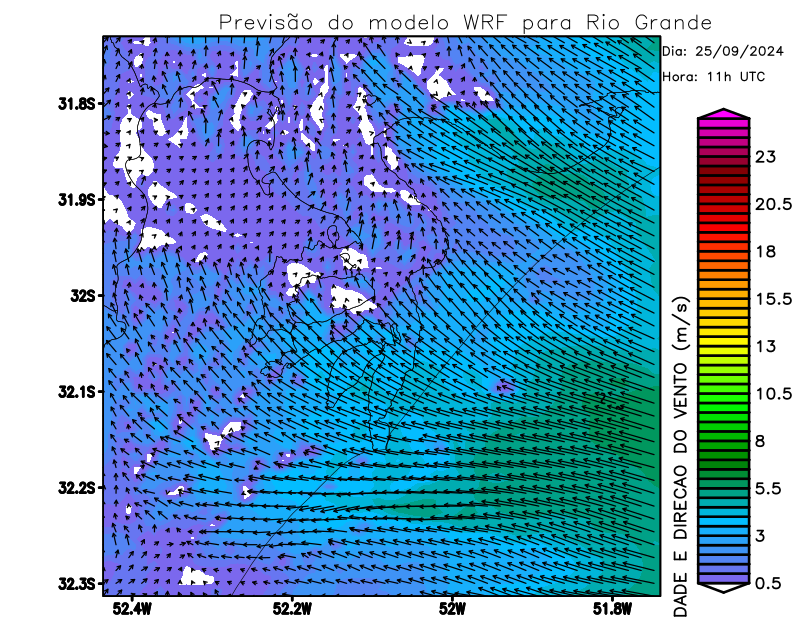 Previsão do modelo WRF para Rio Grande
Dia: 25/09/2024
Hora: 11h UTC
31.8S
31.9S
32S
32.1S
32.2S
32.3S
52.4W
52.2W
52W
51.8W
DADE E DIRECAO DO VENTO (m/s)
23
20.5
18
15.5
13
10.5
8
5.5
3
0.5